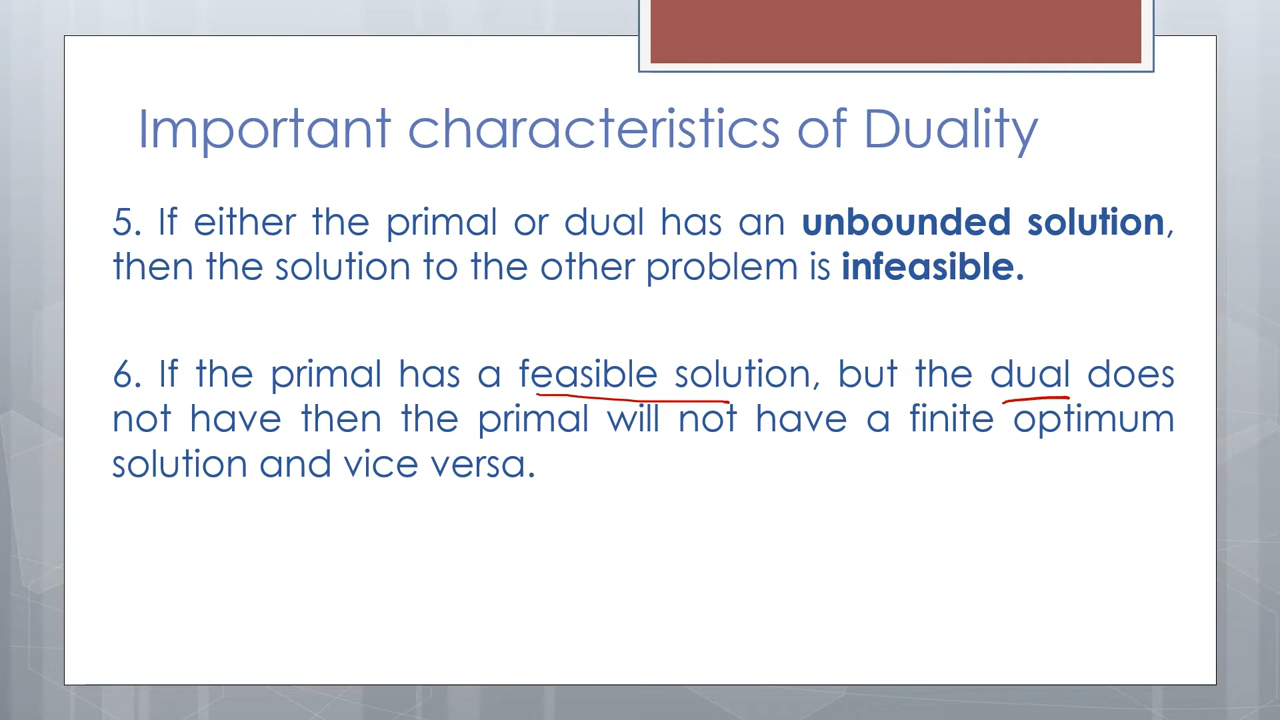 Important characteristics of Duality
5. If either the primal or dual has an unbounded solution,
then the solution to the other problem is infeasible.
6. If the primal has a feasible solution, but the dual does
not have then the primal will not have a finite optimum
solution and vice versa.